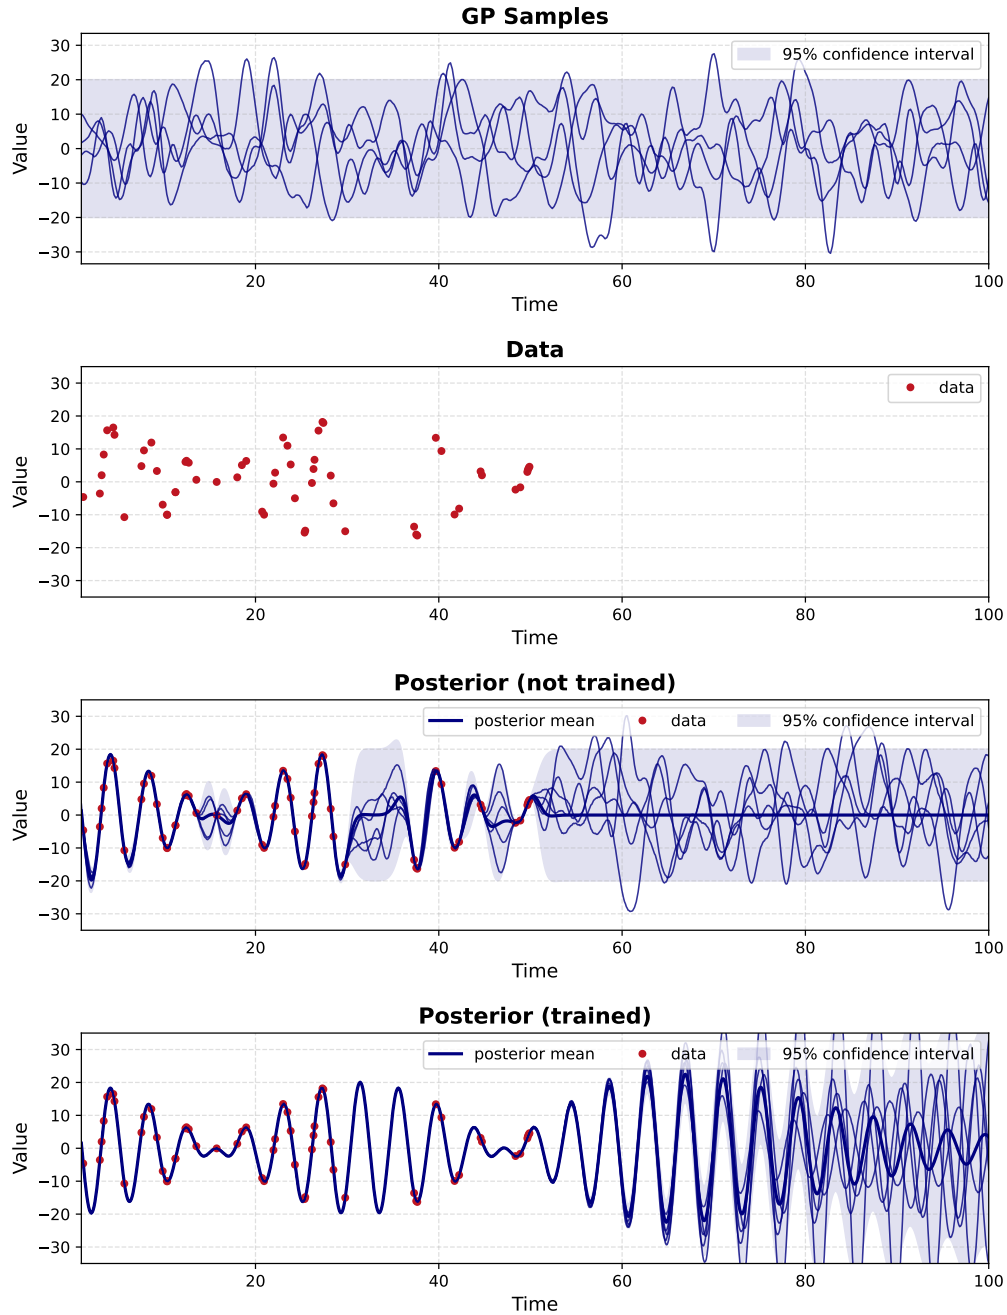 GP Samples
95% confidence interval
30
20
10
0
−10
−20
−30
Value
20 40 60 80 100
Time
Data
data
30
20
10
0
−10
−20
−30
Value
20 40 60 80 100
Time
Posterior (not trained)
posterior mean data 95% confidence interval
30
20
10
0
−10
−20
−30
Value
20 40 60 80 100
Time
Posterior (trained)
posterior mean data 95% confidence interval
30
20
10
0
−10
−20
−30
Value
20 40 60 80 100
Time